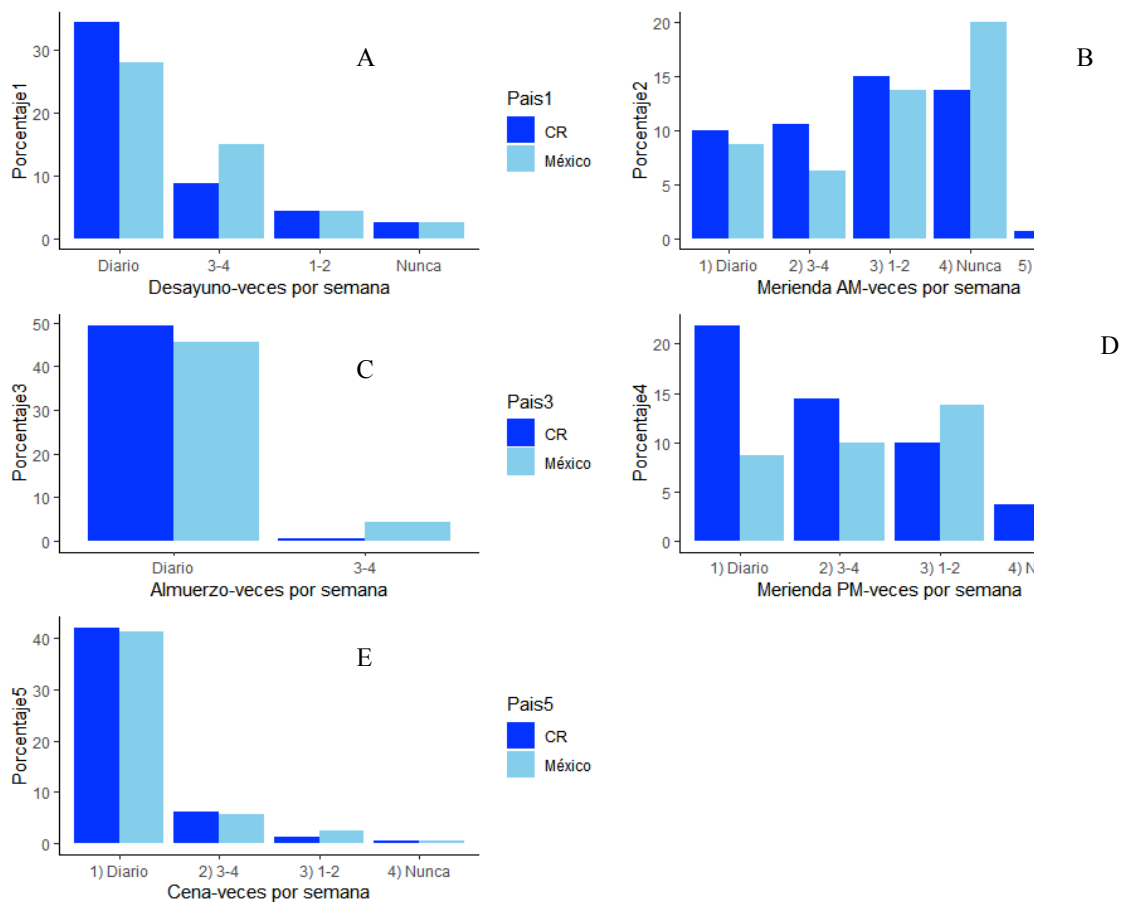 A
30
20
10
0
Porcentaje1
Diario 3-4 1-2 Nunca
Desayuno-veces por semana
Pais1
CR
México
B
20
15
10
5
0
Porcentaje2
1) Diario 2) 3-4 3) 1-2 4) Nunca 5)
Merienda AM-veces por semana
C
50
40
30
20
10
0
Porcentaje3
Diario 3-4
Almuerzo-veces por semana
Pais3
CR
México
D
20
15
10
5
0
Porcentaje4
1) Diario 2) 3-4 3) 1-2 4) N
Merienda PM-veces por semana
E
40
30
20
10
0
Porcentaje5
1) Diario 2) 3-4 3) 1-2 4) Nunca
Cena-veces por semana
Pais5
CR
México